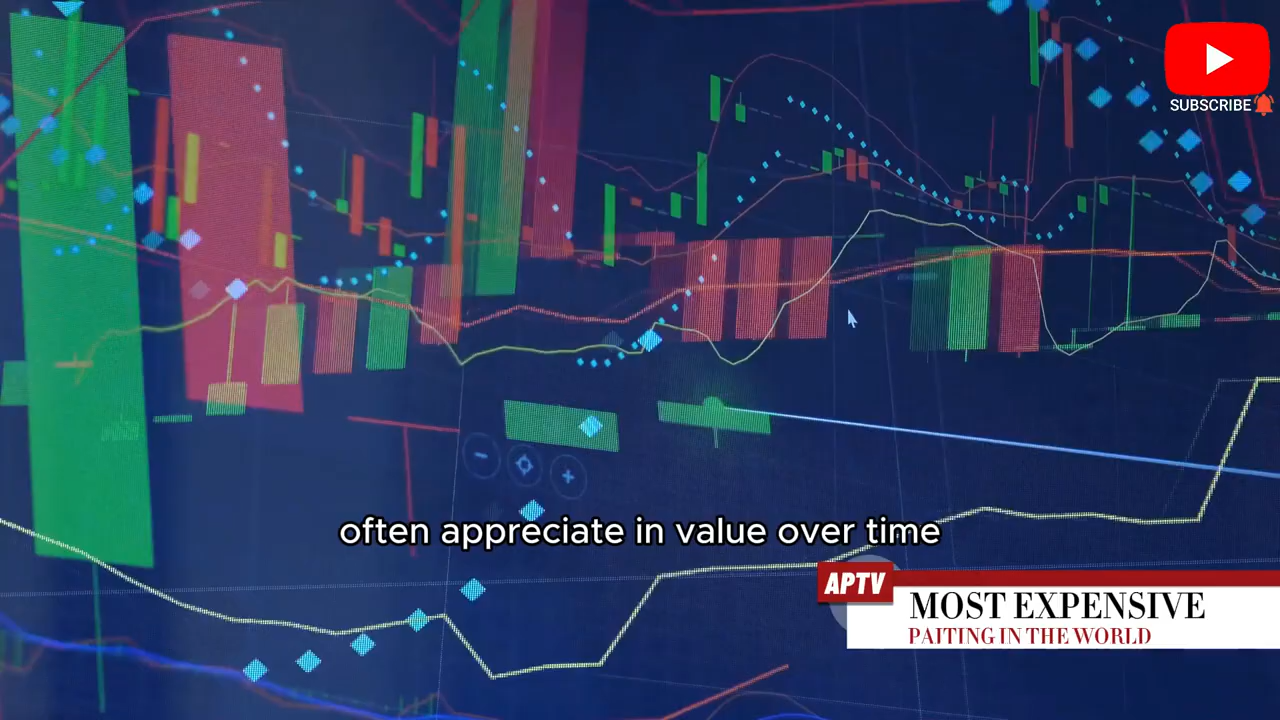 SUBSCRIBE
often appreciate in value over time
APTV
MOST EXPENSIVE
PAITING IN THE WORLD